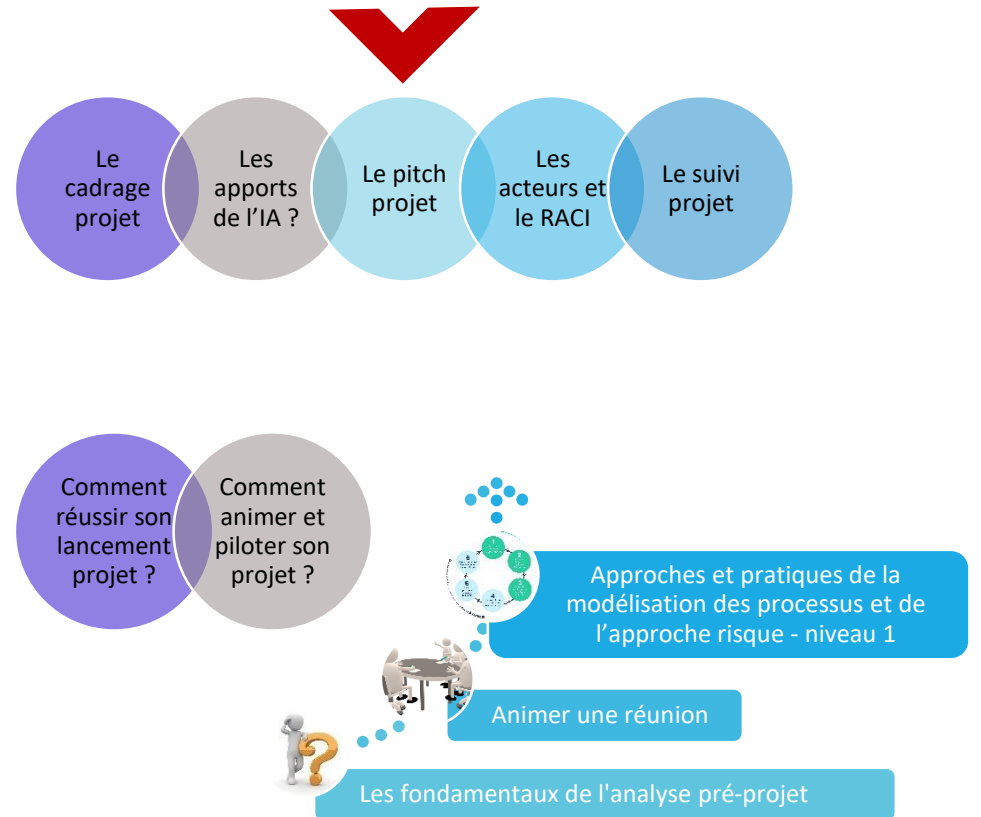 Le
cadrage
projet
Les
apports
de l'IA ?
Le pitch
projet
Les
acteurs et
le RACI
Le suivi
projet
Comment
réussir son
lancement
projet ?
Comment
animer et
piloter son
projet ?
Approches et pratiques de la
modélisation des processus et de
l'approche risque - niveau 1
Animer une réunion
Les fondamentaux de l'analyse pré-projet